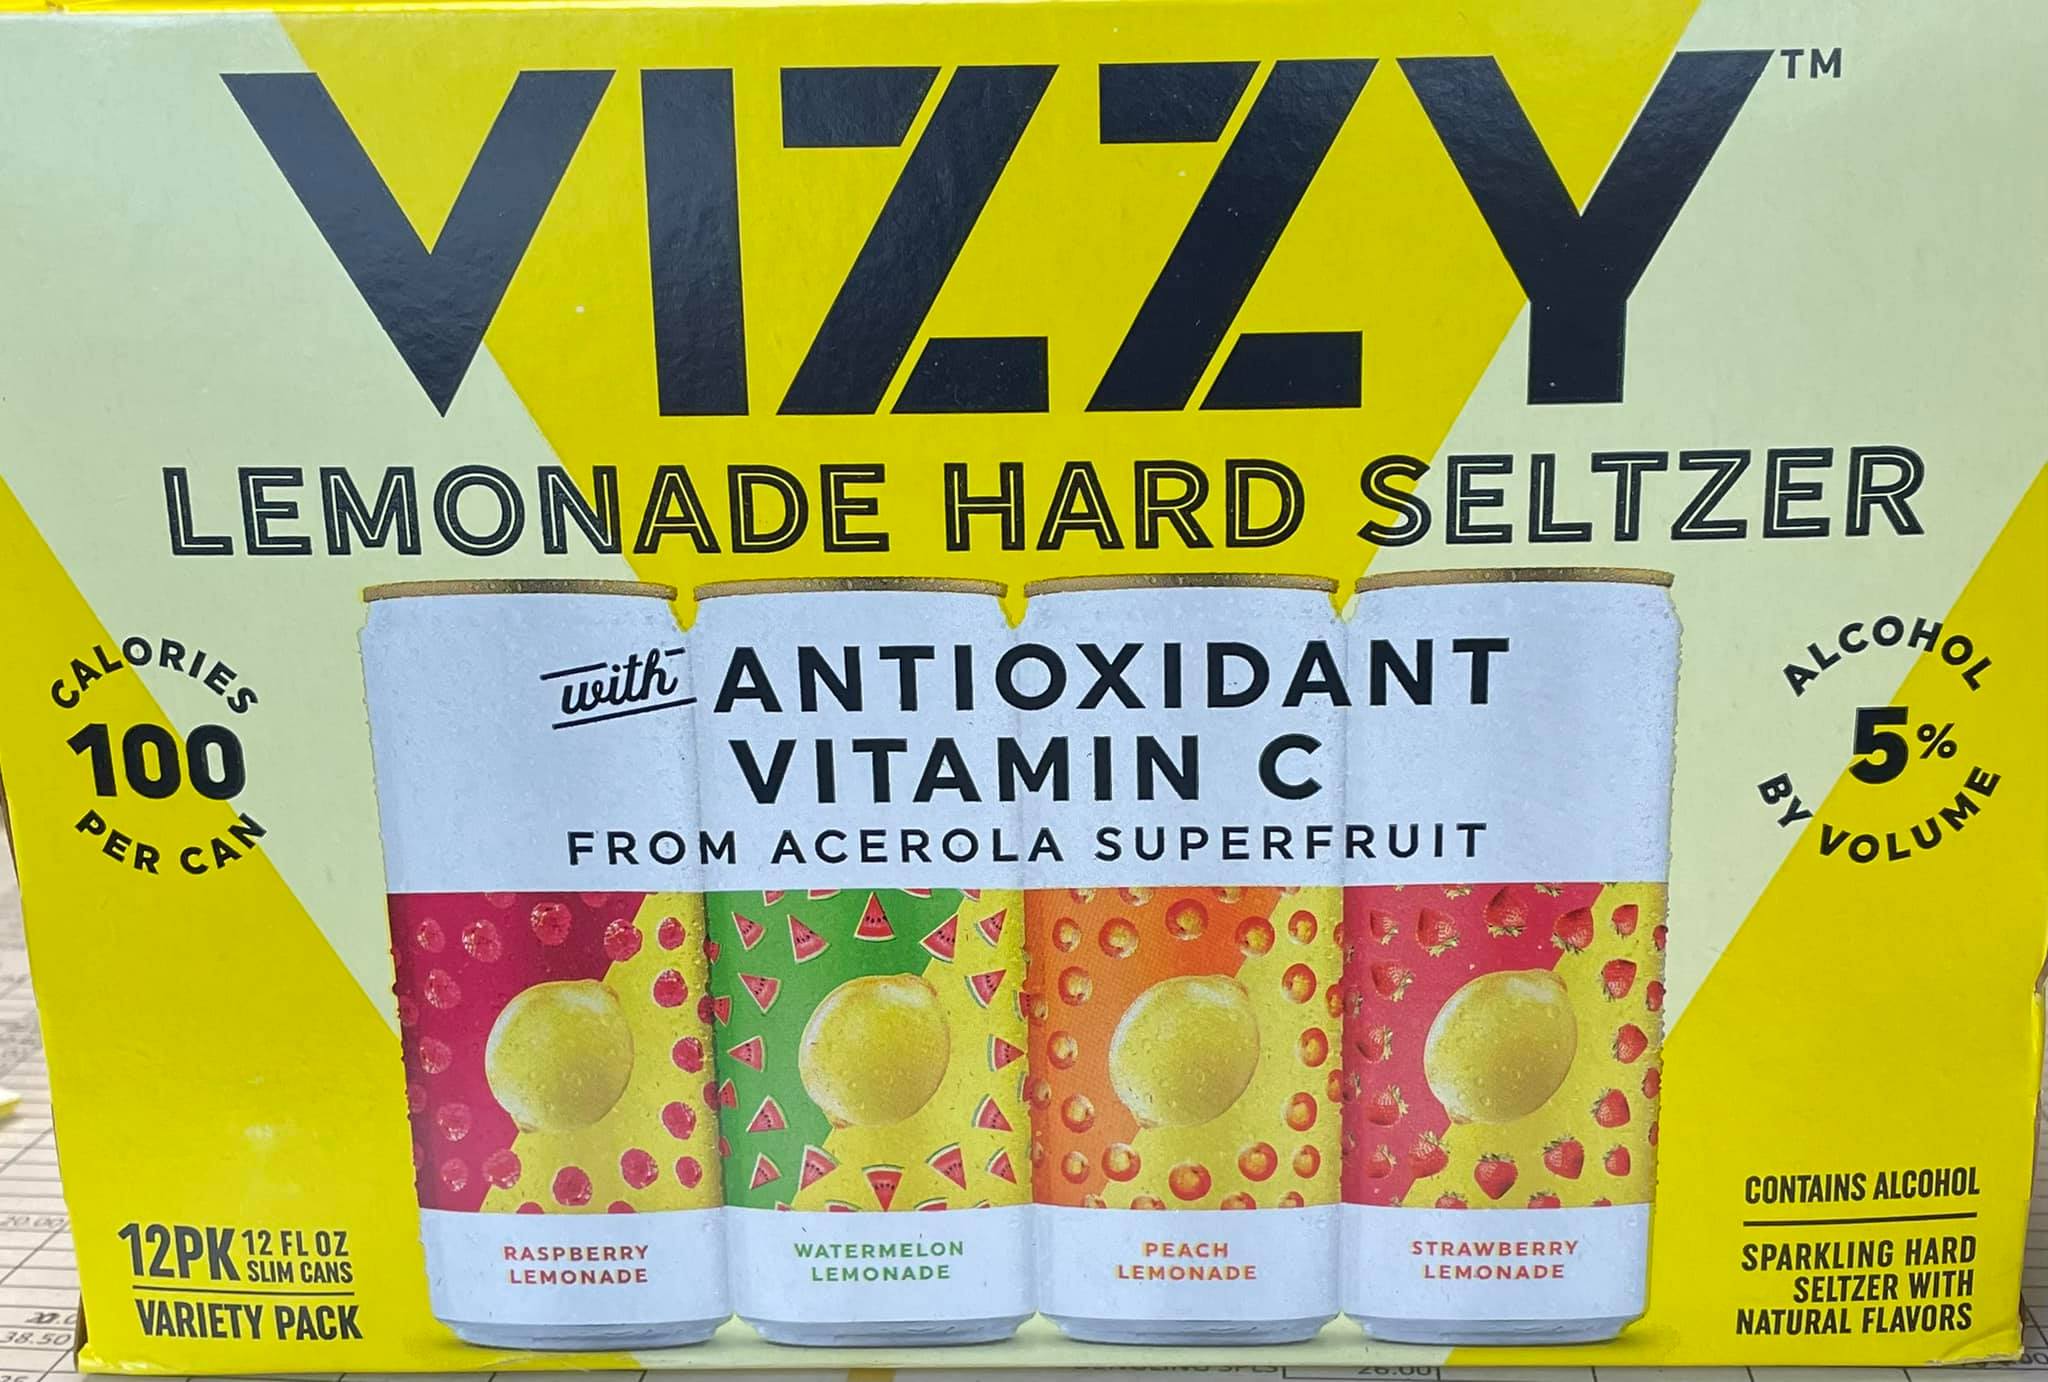 VIZZY™
LEMONADE HARD SELTZER
CALORIES
100
PER CAN
with ANTIOXIDANT
VITAMIN C
FROM ACEROLA SUPERFRUIT
ALCOHOL
5%
BY VOLUME
RASPBERRY
LEMONADE
WATERMELON
LEMONADE
PEACH
LEMONADE
STRAWBERRY
LEMONADE
12PK 12 FL OZ
SLIM CANS
VARIETY PACK
CONTAINS ALCOHOL
SPARKLING HARD
SELTZER WITH
NATURAL FLAVORS
38.50